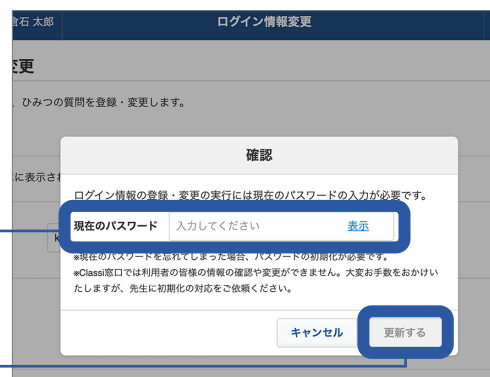 倉石 太郎
ログイン情報変更
変更
、ひみつの質問を登録・変更します。
に表示され
確認
ログイン情報の登録・変更の実行には現在のパスワードの入力が必要です。
現在のパスワード 入力してください 表示
※現在のパスワードを忘れてしまった場合、パスワードの初期化が必要です。
※Classi窓口では利用者の皆様の情報の確認や変更ができません。大変お手数をおかけい
たしますが、先生に初期化の対応をご依頼ください。
キャンセル 更新する